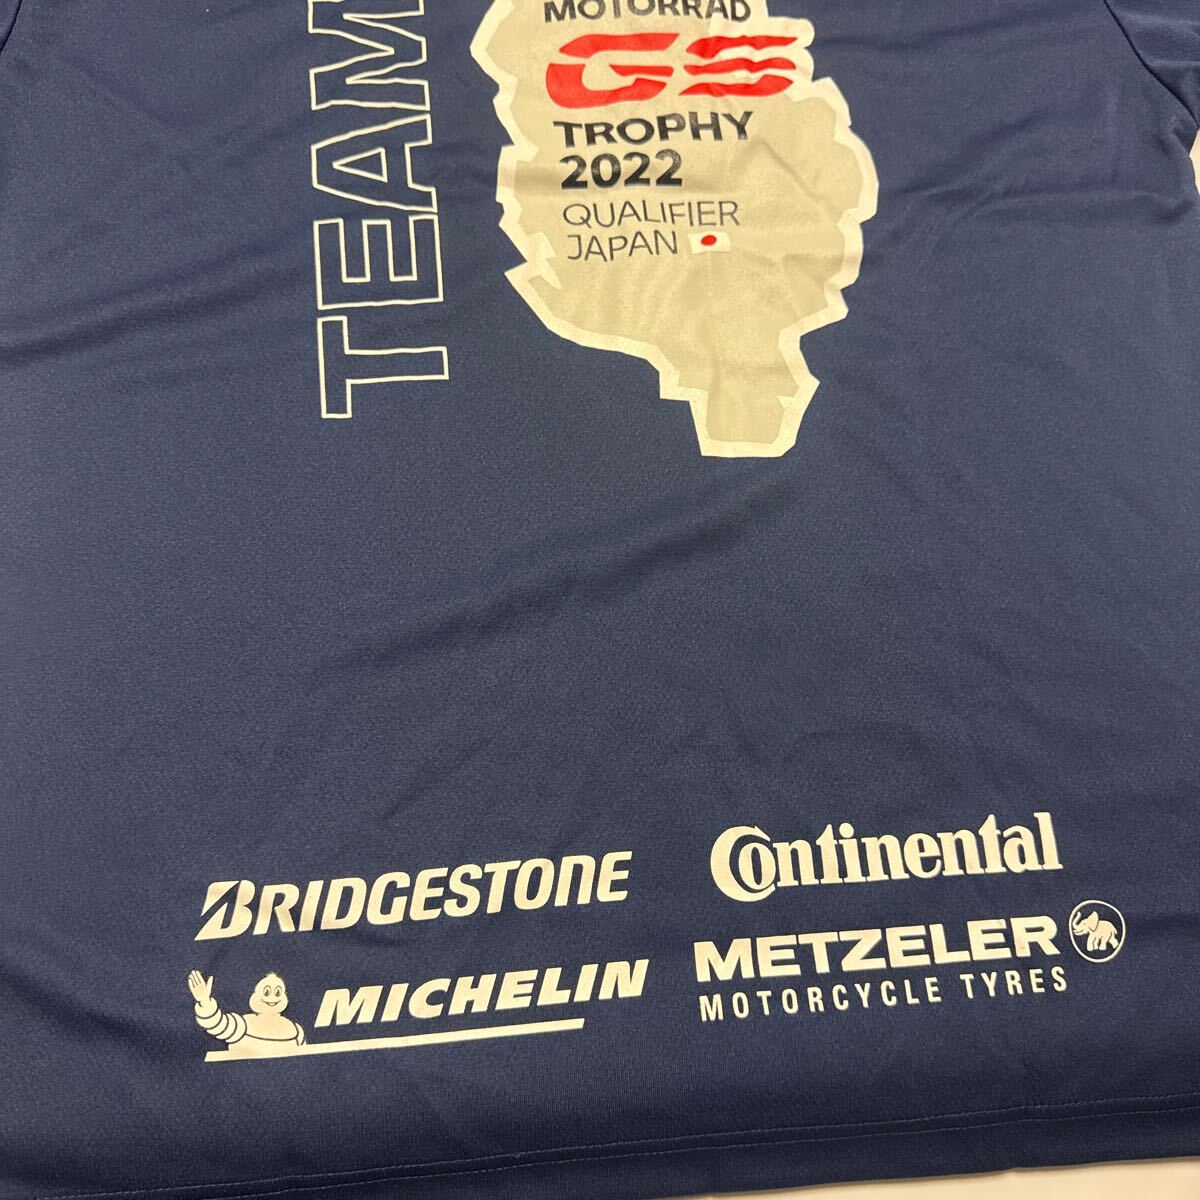 TEAM
MOTORRAD
GS
TROPHY
2022
QUALIFIER
JAPAN
BRIDGESTONE
Continental
MICHELIN
METZELER
MOTORCYCLE TYRES